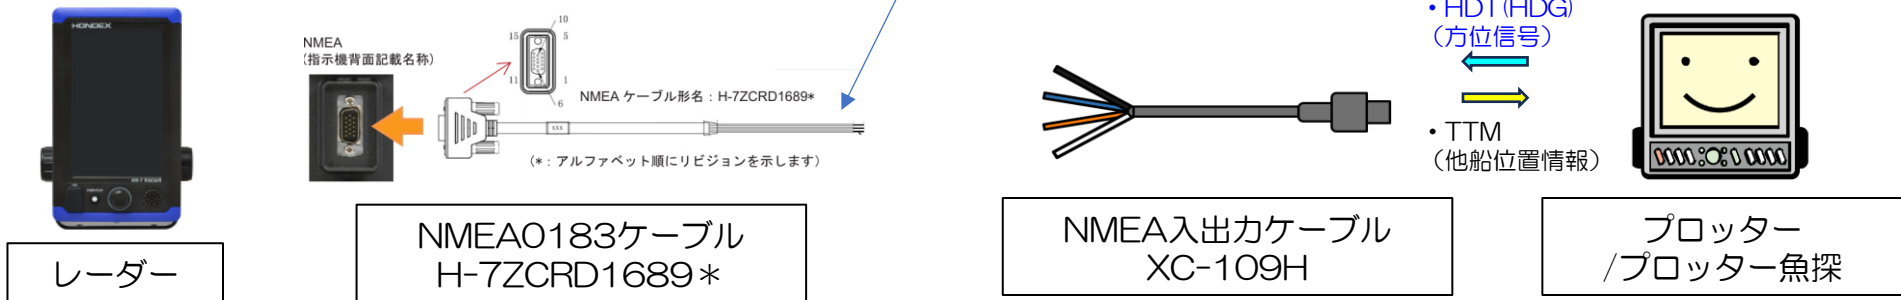 HONDEX
レーダー
NMEA
(指示機背面記載名称)
10
15
5
11
1
6
NMEA ケーブル形名：H-7ZCRD1689*
xxx
(*：アルファベット順にリビジョンを示します)
NMEA0183ケーブル
H-7ZCRD1689＊
NMEA入出力ケーブル
XC-109H
・HDT(HDG)
（方位信号）
・TTM
（他船位置情報）
プロッター
/プロッター魚探